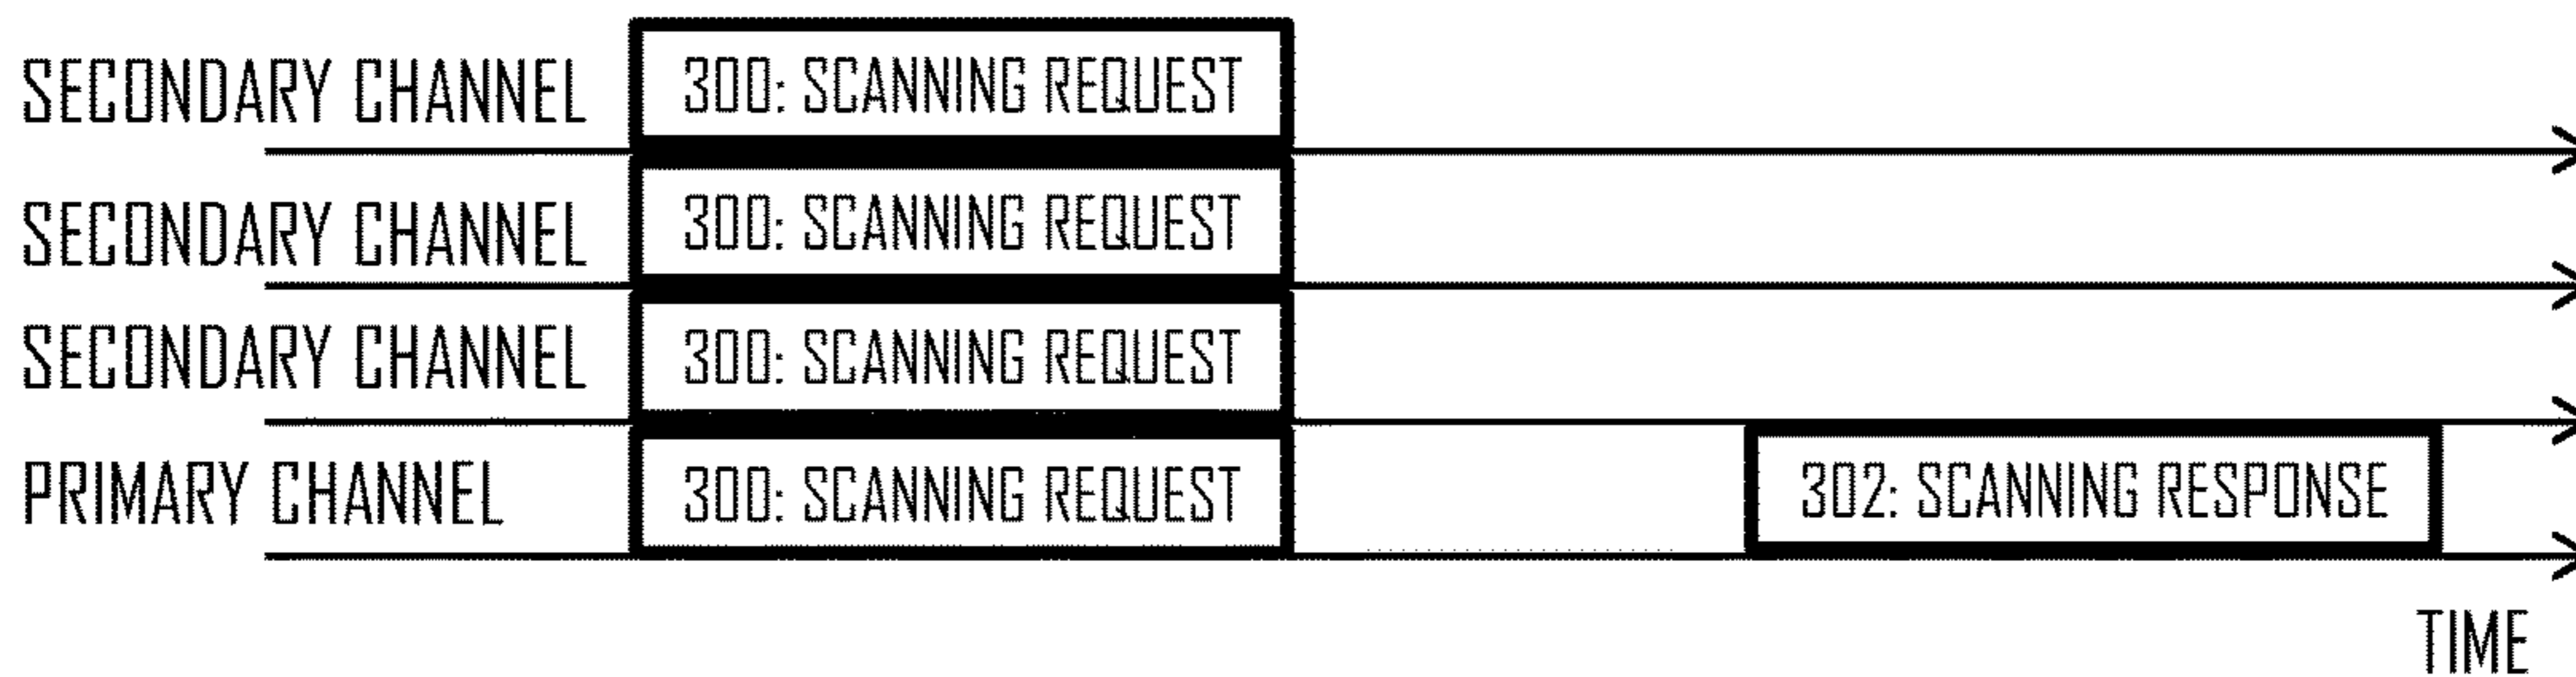 SECONDARY CHANNEL 300: SCANNING REQUEST
SECONDARY CHANNEL 300: SCANNING REQUEST
SECONDARY CHANNEL 300: SCANNING REQUEST
PRIMARY CHANNEL 300: SCANNING REQUEST 302: SCANNING RESPONSE
TIME